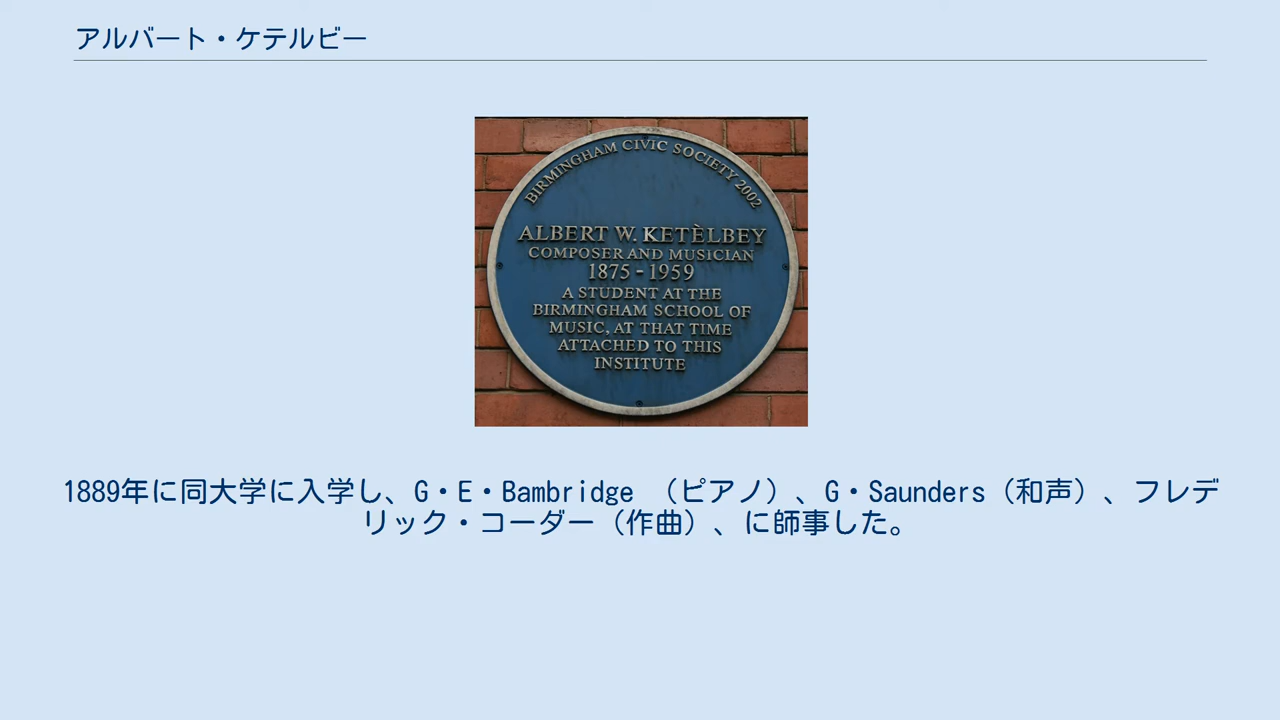 アルバート・ケテルビー
BIRMINGHAM CIVIC SOCIETY 2002
ALBERT W. KETÈLBEY
COMPOSER AND MUSICIAN
1875 - 1959
A STUDENT AT THE
BIRMINGHAM SCHOOL OF
MUSIC, AT THAT TIME
ATTACHED TO THIS
INSTITUTE
1889年に同大学に入学し、G・E・Bambridge （ピアノ）、G・Saunders（和声）、フレデ
リック・コーダー（作曲）、に師事した。